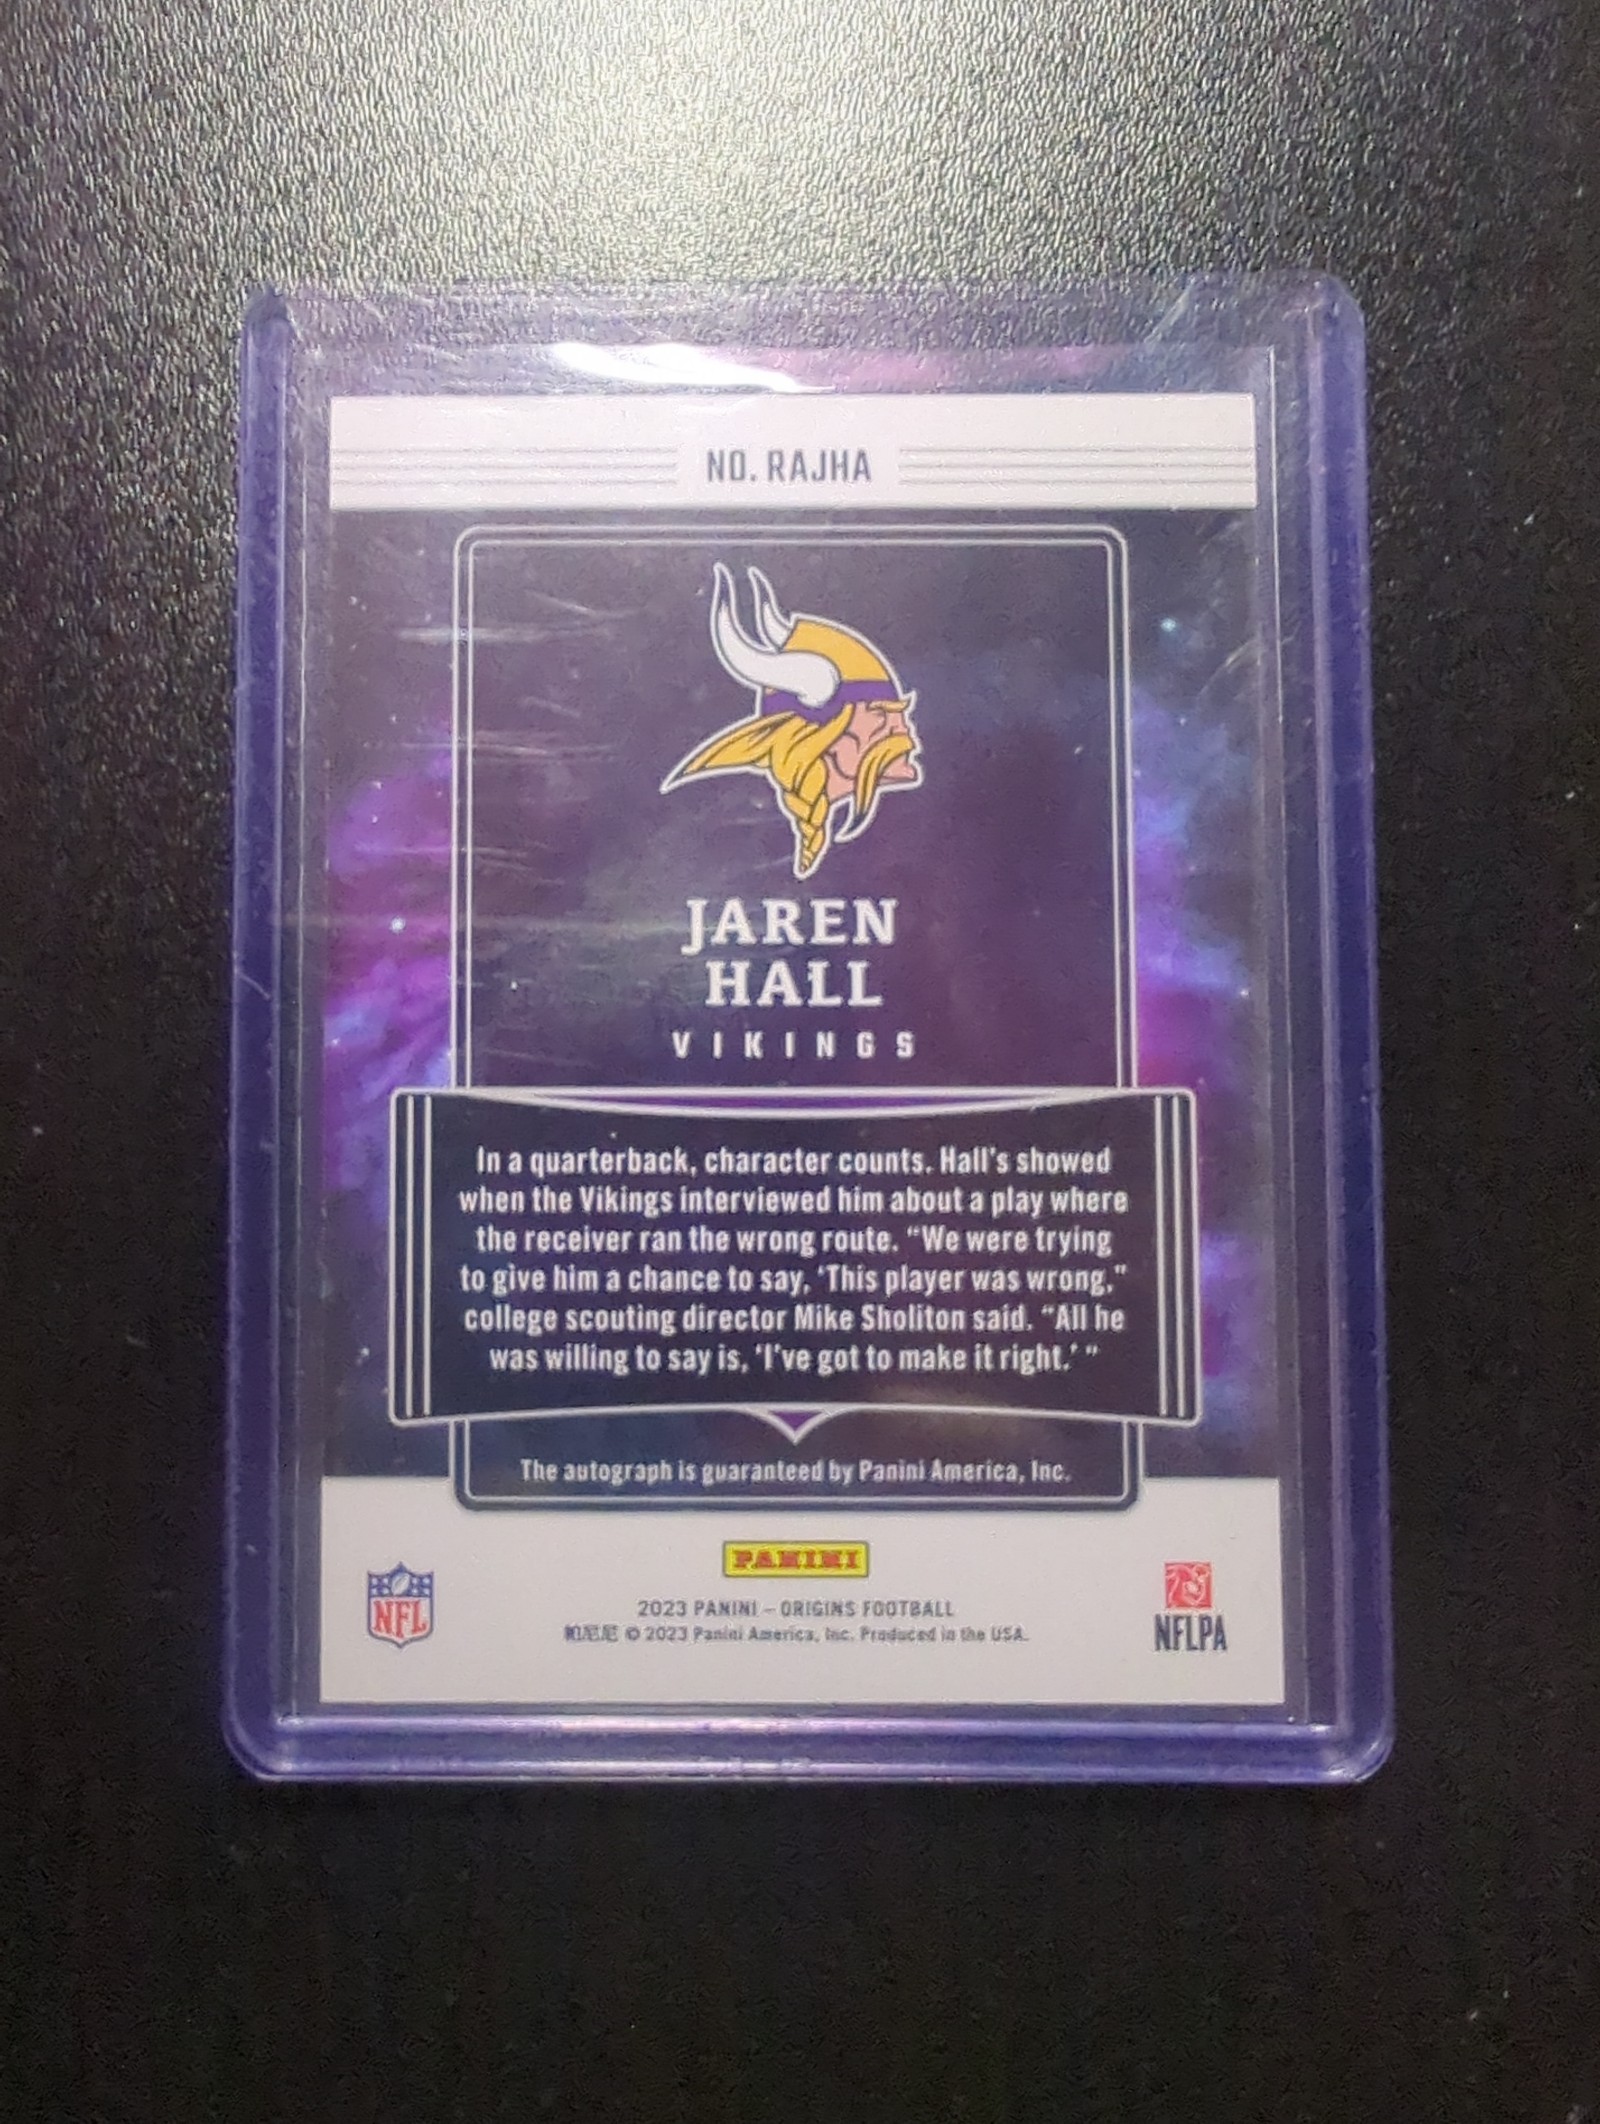 NO. RAJHA
JAREN
HALL
VIKINGS
In a quarterback, character counts. Hall's showed
when the Vikings interviewed him about a play where
the receiver ran the wrong route. “We were trying
to give him a chance to say, ‘This player was wrong,”
college scouting director Mike Sholiton said. “All he
was willing to say is, ‘I’ve got to make it right.’ ”
The autograph is guaranteed by Panini America, Inc.
PANINI
2023 PANINI – ORIGINS FOOTBALL
© 2023 Panini America, Inc. Produced in the USA.
NFL
NFLPA